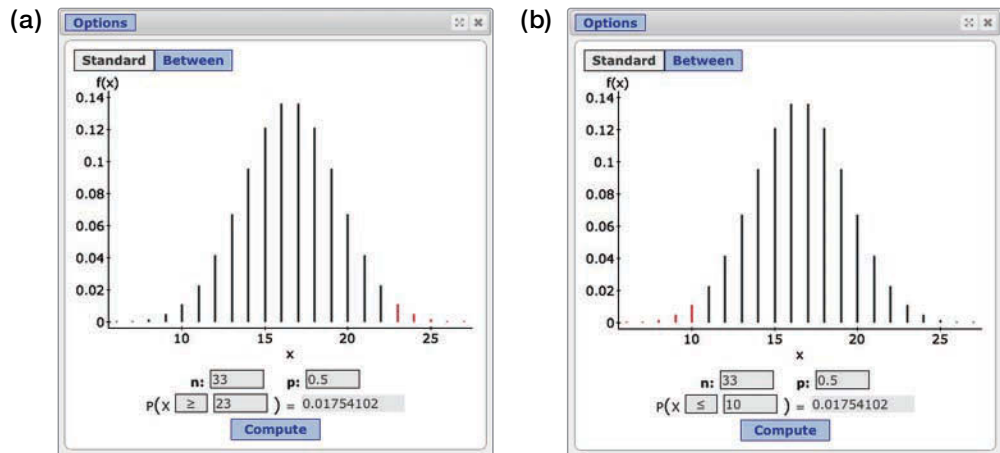 (a)
Options
Standard Between
f(x)
0.14
0.12
0.1
0.08
0.06
0.04
0.02
0
10 15 20 25
x
n: 33 p: 0.5
P(X ≥ 23 ) = 0.01754102
Compute
(b)
Options
Standard Between
f(x)
0.14
0.12
0.1
0.08
0.06
0.04
0.02
0
10 15 20 25
x
n: 33 p: 0.5
P(X ≤ 10 ) = 0.01754102
Compute